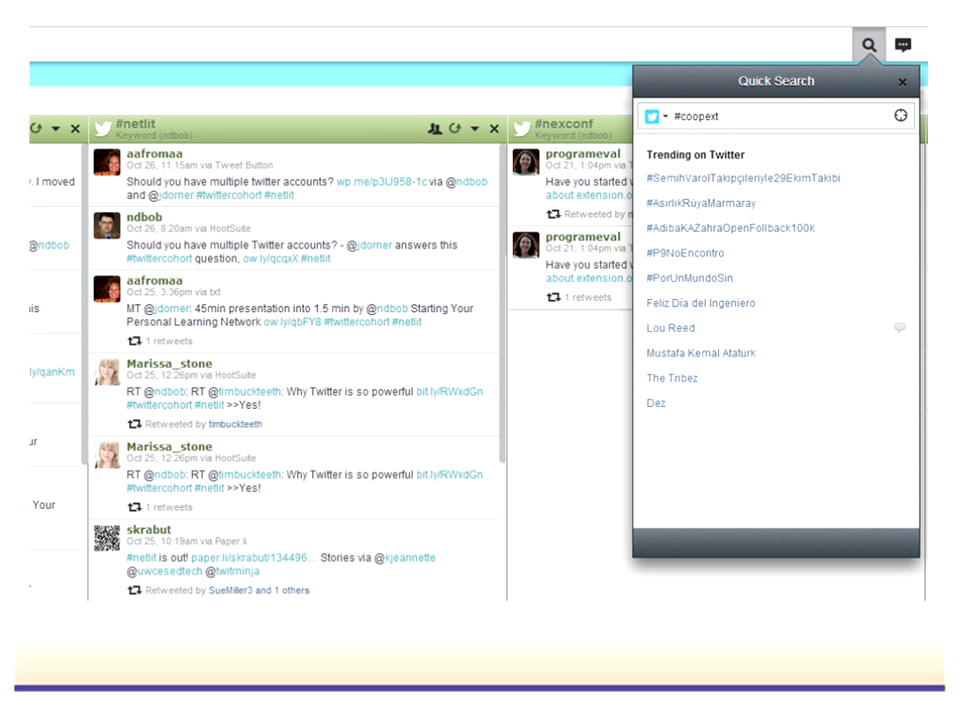 Quick Search
#coopext
Trending on Twitter
#SemihVarolTakipçileriyle29EkimTakibi
#AsırlıkRüyaMarmaray
#AdibaKAZahraOpenFollback100k
#P9NoEncontro
#PorUnMundoSin
Feliz Día del Ingeniero
Lou Reed
Mustafa Kemal Atatürk
The Tribez
Dez
I moved
@ndbob
ly/qanKm
Your
#netlit
Keyword (ndbob)
aafromaa
Oct 26, 11:15am via Tweet Button
Should you have multiple twitter accounts? wp.me/p3U958-1c via @ndbob
and @jdorner #twittercohort #netlit
ndbob
Oct 26, 8:20am via HootSuite
Should you have multiple Twitter accounts? - @jdorner answers this
#twittercohort question, ow.ly/qcqxX #netlit
aafromaa
Oct 25, 3:36pm via txt
MT @jdorner: 45min presentation into 1.5 min by @ndbob Starting Your
Personal Learning Network ow.ly/qbFY8 #twittercohort #netlit
1 retweets
Marissa_stone
Oct 25, 12:26pm via HootSuite
RT @ndbob: RT @timbuckteeth: Why Twitter is so powerful bit.ly/RWxdGn
#twittercohort #netlit >>Yes!
Retweeted by timbuckteeth
Marissa_stone
Oct 25, 12:26pm via HootSuite
RT @ndbob: RT @timbuckteeth: Why Twitter is so powerful bit.ly/RWxdGn
#twittercohort #netlit >>Yes!
1 retweets
skrabut
Oct 25, 10:19am via Paper.li
#netlit is out! paper.li/skrabut/134496... Stories via @kjeannette
@uwcesedtech @twitrninja
Retweeted by SueMiller3 and 1 others
#nexconf
Keyword (ndbob)
programeval
Oct 21, 1:04pm via
Have you started
about.extension.o
Retweeted by
programeval
Oct 21, 1:04pm via
Have you started
about.extension.o
1 retweets